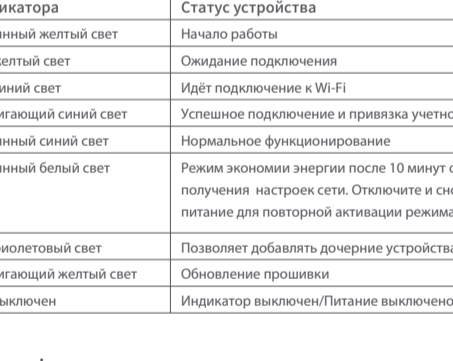 икатора Статус устройства
нный желтый свет Начало работы
елтый свет Ожидание подключения
иний свет Идёт подключение к Wi-Fi
игающий синий свет Успешное подключение и привязка учетно
нный синий свет Нормальное функционирование
нный белый свет Режим экономии энергии после 10 минут
получения настроек сети. Отключите и сно
питание для повторной активации режима
иолетовый свет Позволяет добавлять дочерние устройства
игающий желтый свет Обновление прошивки
ыключен Индикатор выключен/Питание выключено